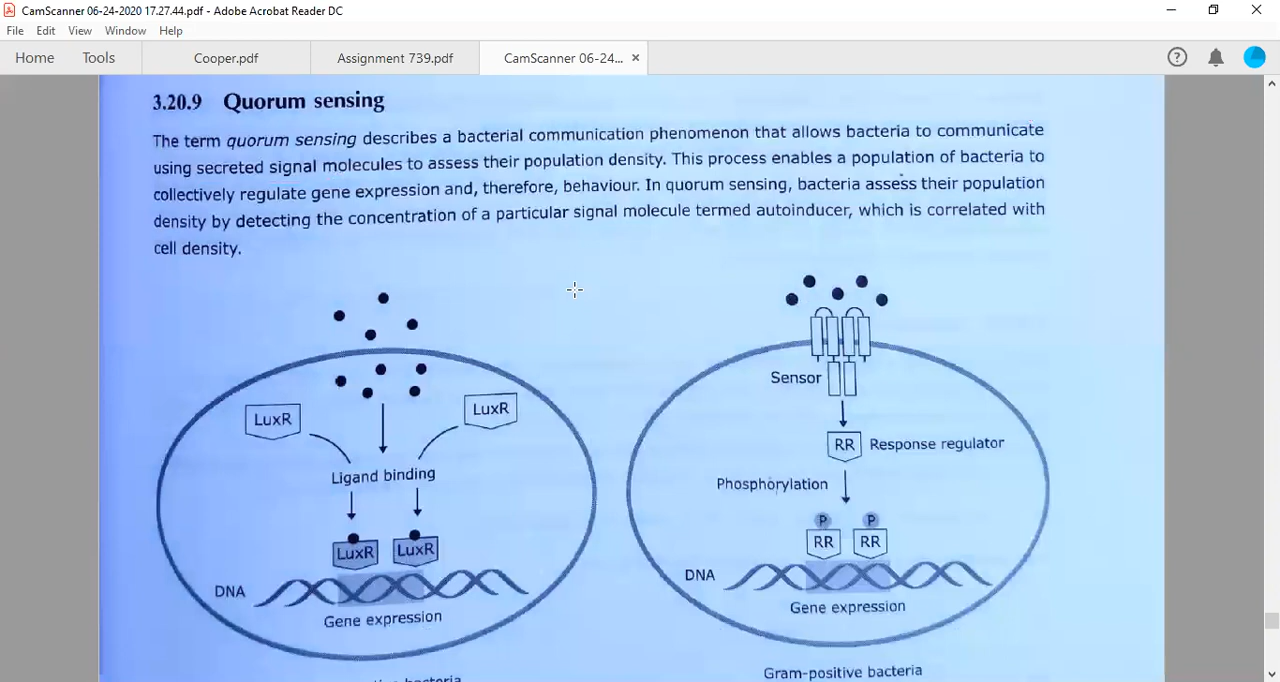 CamScanner 06-24-2020 17.27.44.pdf - Adobe Acrobat Reader DC
File Edit View Window Help
Home Tools Cooper.pdf Assignment 739.pdf CamScanner 06-24... ×
3.20.9 Quorum sensing
The term quorum sensing describes a bacterial communication phenomenon that allows bacteria to communicate
using secreted signal molecules to assess their population density. This process enables a population of bacteria to
collectively regulate gene expression and, therefore, behaviour. In quorum sensing, bacteria assess their population
density by detecting the concentration of a particular signal molecule termed autoinducer, which is correlated with
cell density.
LuxR
LuxR
Ligand binding
LuxR
LuxR
DNA
Gene expression
Sensor
RR Response regulator
Phosphorylation
P P
RR RR
DNA
Gene expression
Gram-positive bacteria